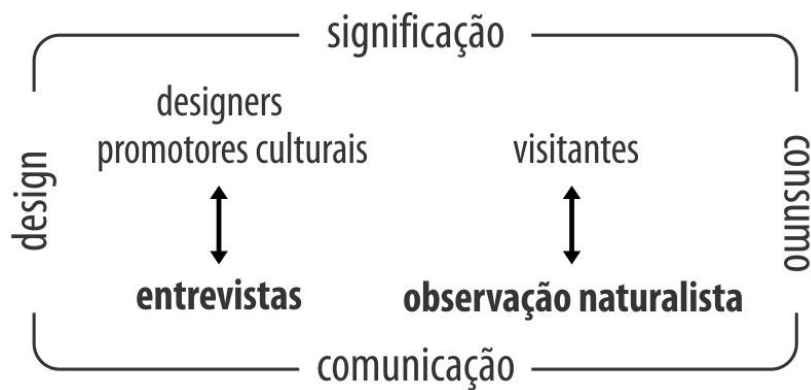 significação
designers
promotores culturais
visitantes
design
consumo
entrevistas
observação naturalista
comunicação